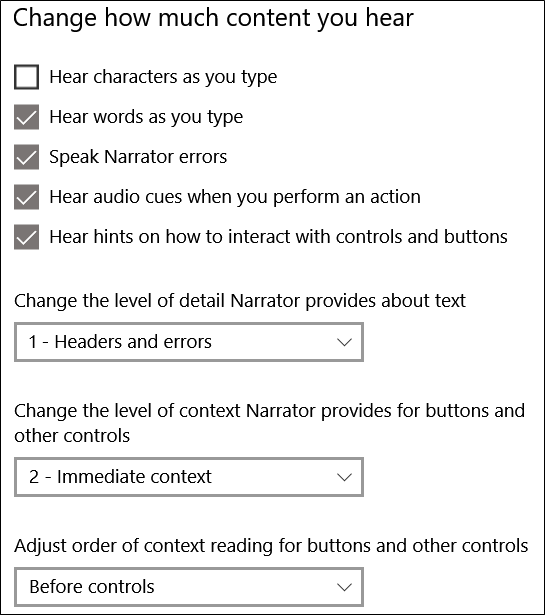 Change how much content you hear
Hear characters as you type
Hear words as you type
Speak Narrator errors
Hear audio cues when you perform an action
Hear hints on how to interact with controls and buttons
Change the level of detail Narrator provides about text
1 - Headers and errors
Change the level of context Narrator provides for buttons and
other controls
2 - Immediate context
Adjust order of context reading for buttons and other controls
Before controls